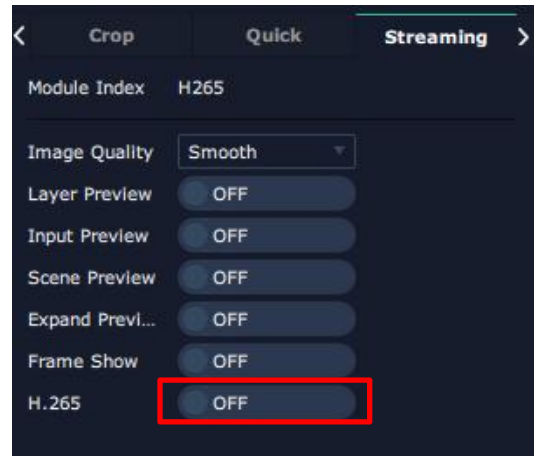 Crop Quick Streaming
Module Index H265
Image Quality Smooth
Layer Preview OFF
Input Preview OFF
Scene Preview OFF
Expand Previ... OFF
Frame Show OFF
H.265 OFF